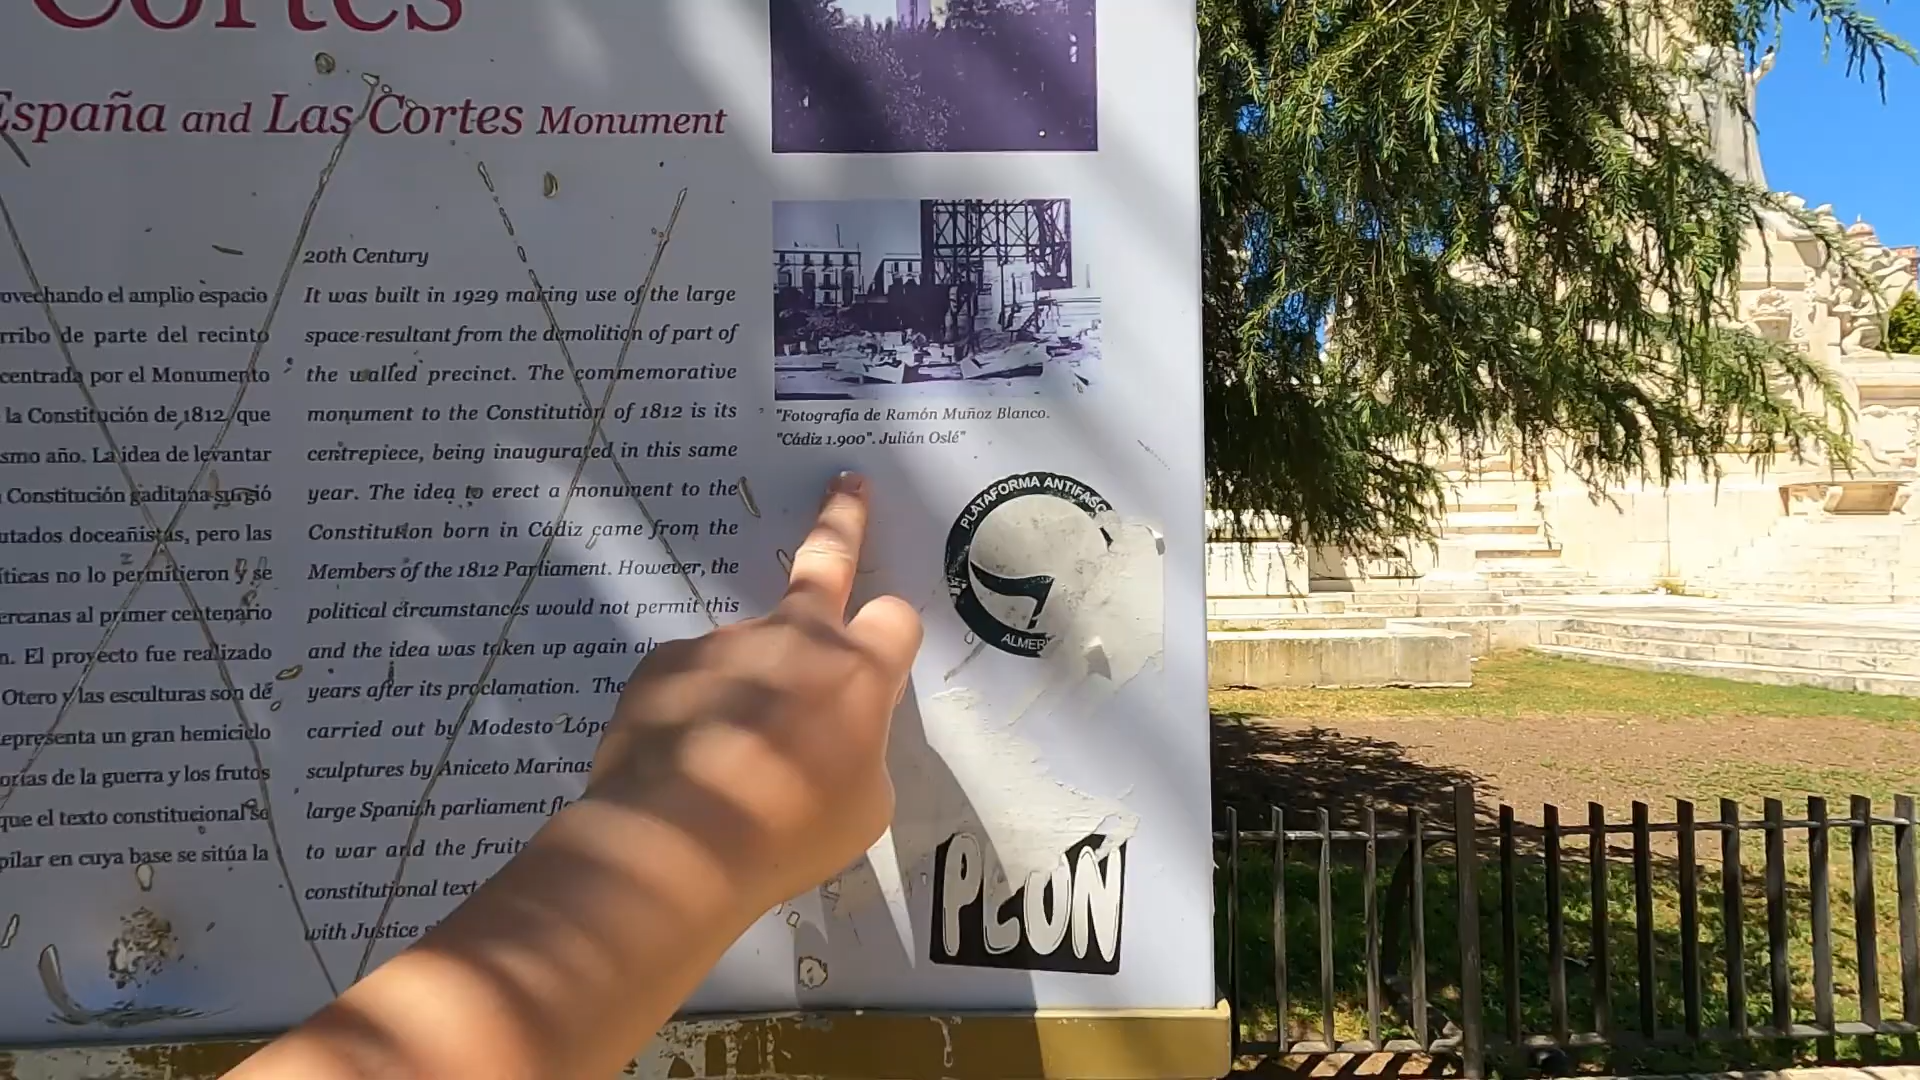 Cortes
España and Las Cortes Monument
ovechando el amplio espacio
rribo de parte del recinto
centrada por el Monumento
la Constitución de 1812, que
smo año. La idea de levantar
Constitución gaditana surgió
utados doceañistas, pero las
íticas no lo permitieron y se
ercanas al primer centenario
n. El proyecto fue realizado
Otero y las esculturas son de
epresenta un gran hemiciclo
orías de la guerra y los frutos
que el texto constitucional se
pilar en cuya base se sitúa la
20th Century
It was built in 1929 making use of the large
space resultant from the demolition of part of
the walled precinct. The commemorative
monument to the Constitution of 1812 is its
centrepiece, being inaugurated in this same
year. The idea to erect a monument to the
Constitution born in Cádiz came from the
Members of the 1812 Parliament. However, the
political circumstances would not permit this
and the idea was taken up again al
years after its proclamation. The
carried out by Modesto Lópe
sculptures by Aniceto Marinas
large Spanish parliament fl
to war and the fruits
constitutional text
with Justice
"Fotografía de Ramón Muñoz Blanco.
"Cádiz 1.900". Julián Oslé"
PLATAFORMA ANTIFASC
ALMER
PEON